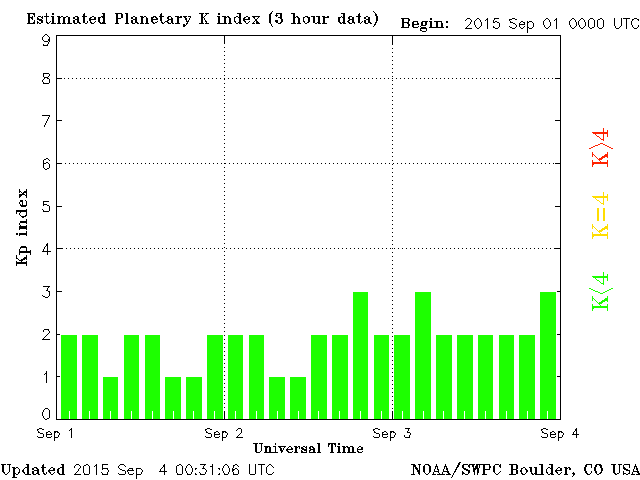 Estimated Planetary K index (3 hour data) Begin: 2015 Sep 01 0000 UTC
9
8
7
6
5
4
3
2
1
0
Kp index
K>4
K=4
K<4
Sep 1 Sep 2 Sep 3 Sep 4
Universal Time
Updated 2015 Sep 4 00:31:06 UTC NOAA/SWPC Boulder, CO USA